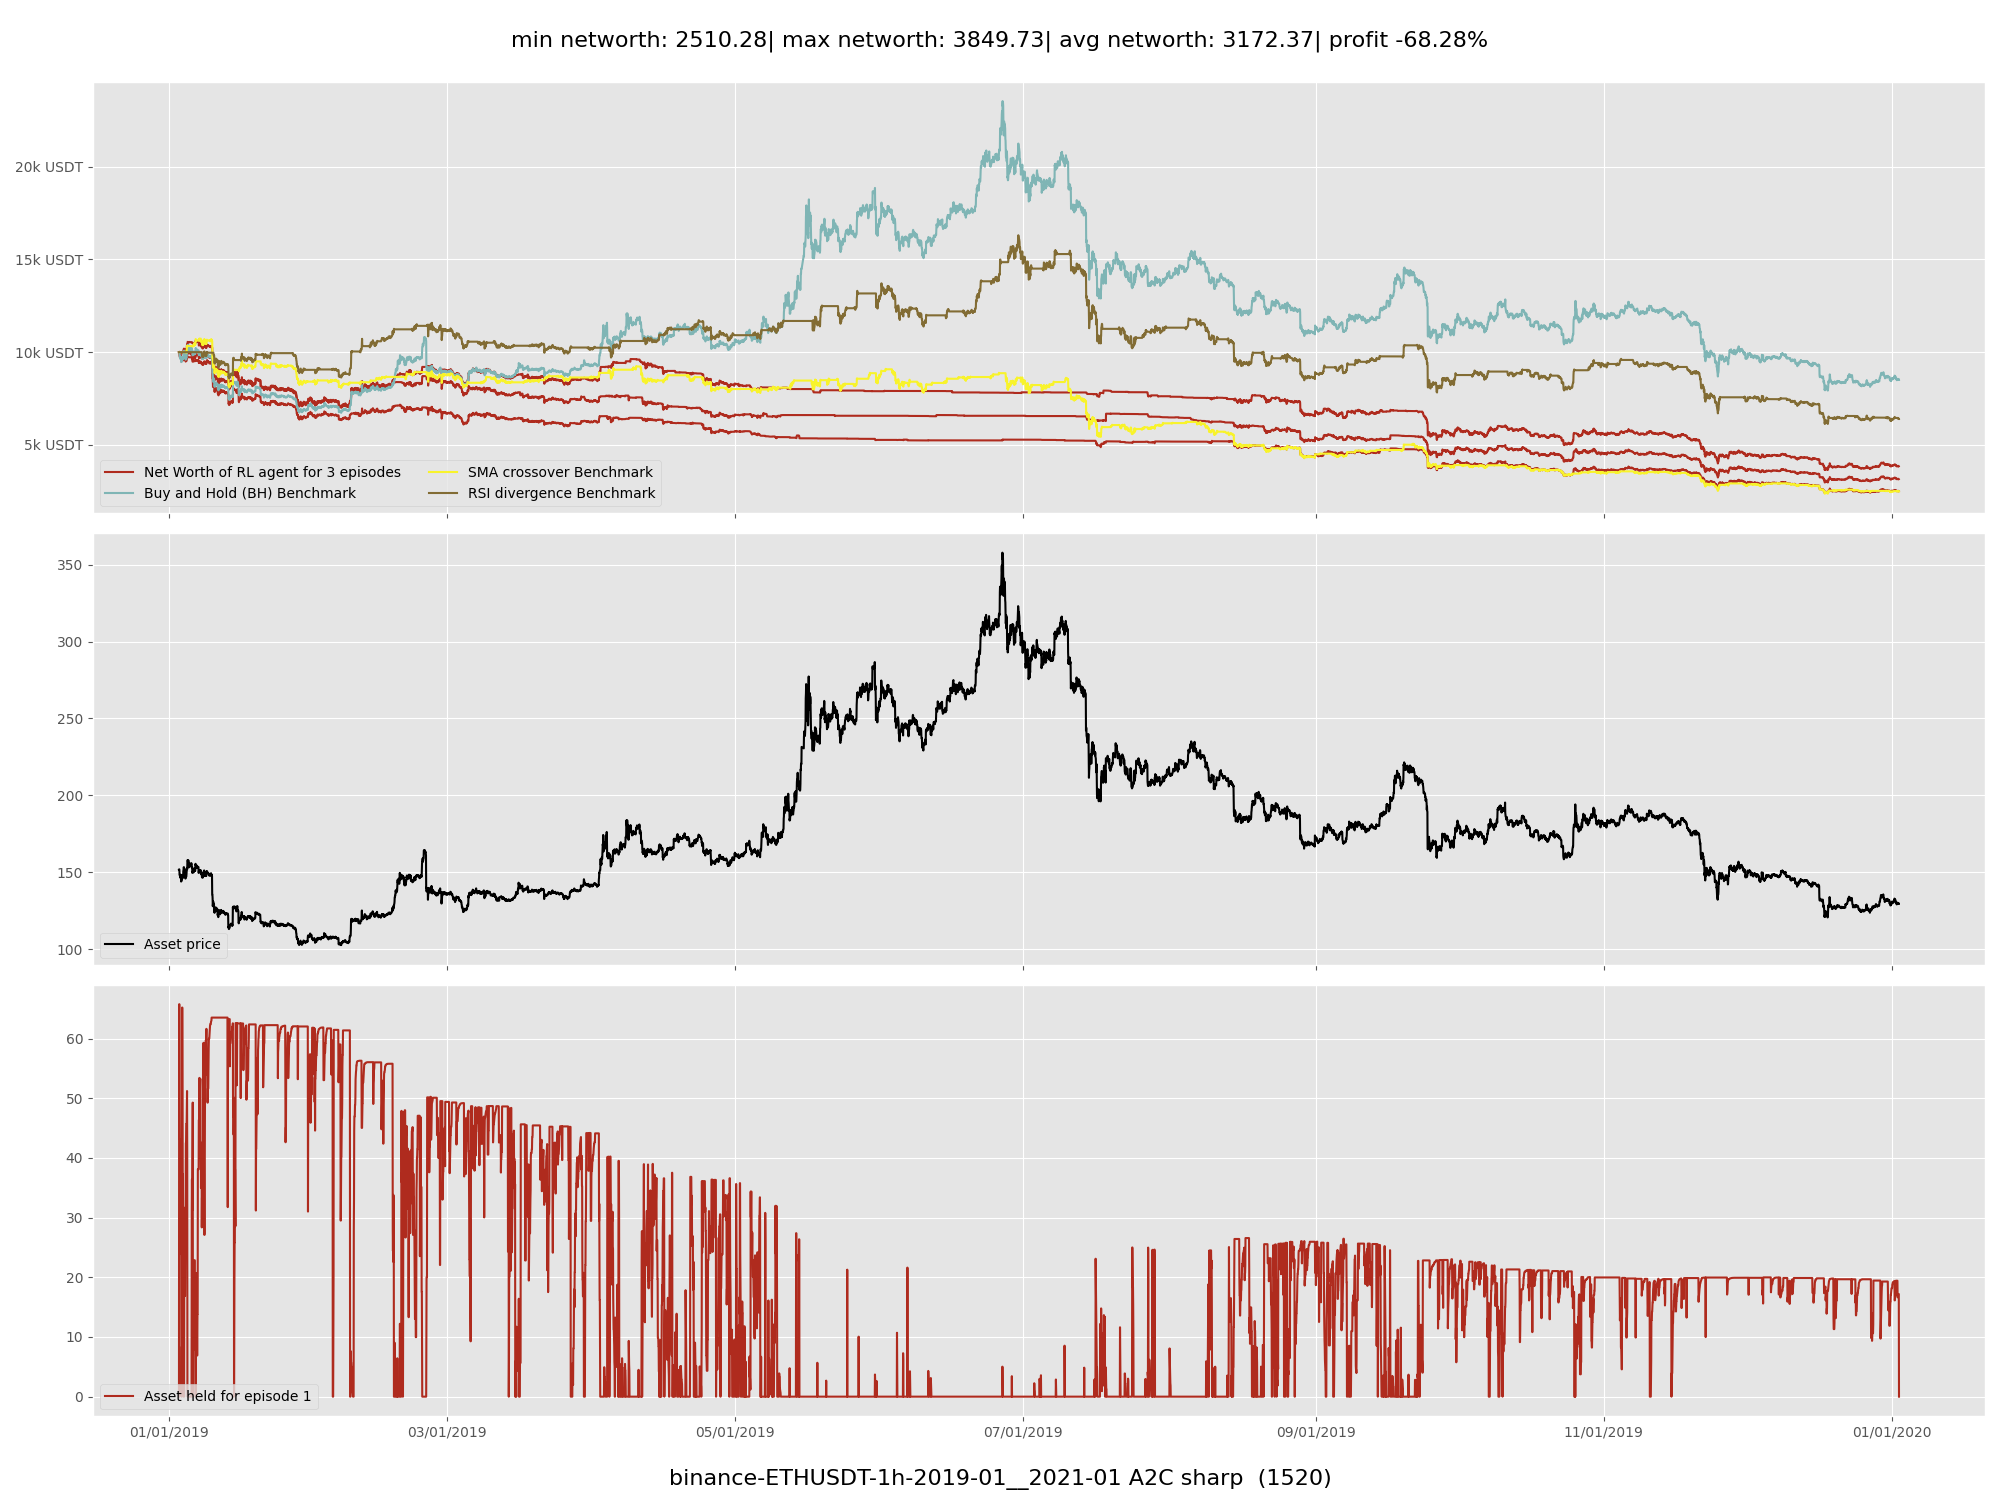 min networth: 2510.28| max networth: 3849.73| avg networth: 3172.37| profit -68.28%
20k USDT
15k USDT
10k USDT
5k USDT
Net Worth of RL agent for 3 episodes
Buy and Hold (BH) Benchmark
SMA crossover Benchmark
RSI divergence Benchmark
350
300
250
200
150
100
Asset price
60
50
40
30
20
10
0
Asset held for episode 1
01/01/2019 03/01/2019 05/01/2019 07/01/2019 09/01/2019 11/01/2019 01/01/2020
binance-ETHUSDT-1h-2019-01__2021-01 A2C sharp (1520)